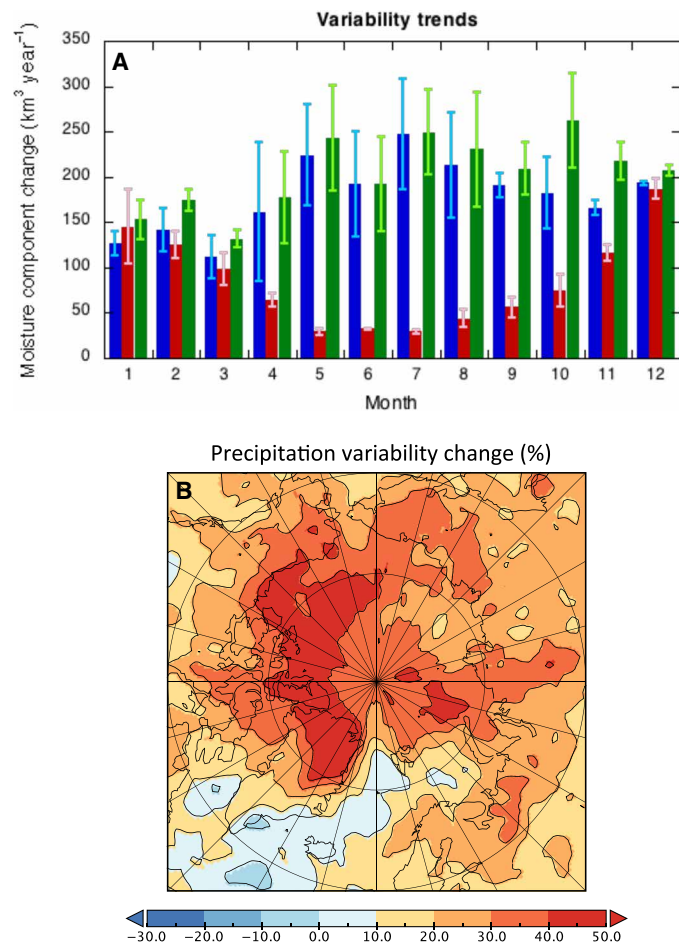 Variability trends
A
Moisture component change (km³ year⁻¹)
350
300
250
200
150
100
50
0
1 2 3 4 5 6 7 8 9 10 11 12
Month
Precipitation variability change (%)
B
−30.0 −20.0 −10.0 0.0 10.0 20.0 30.0 40.0 50.0